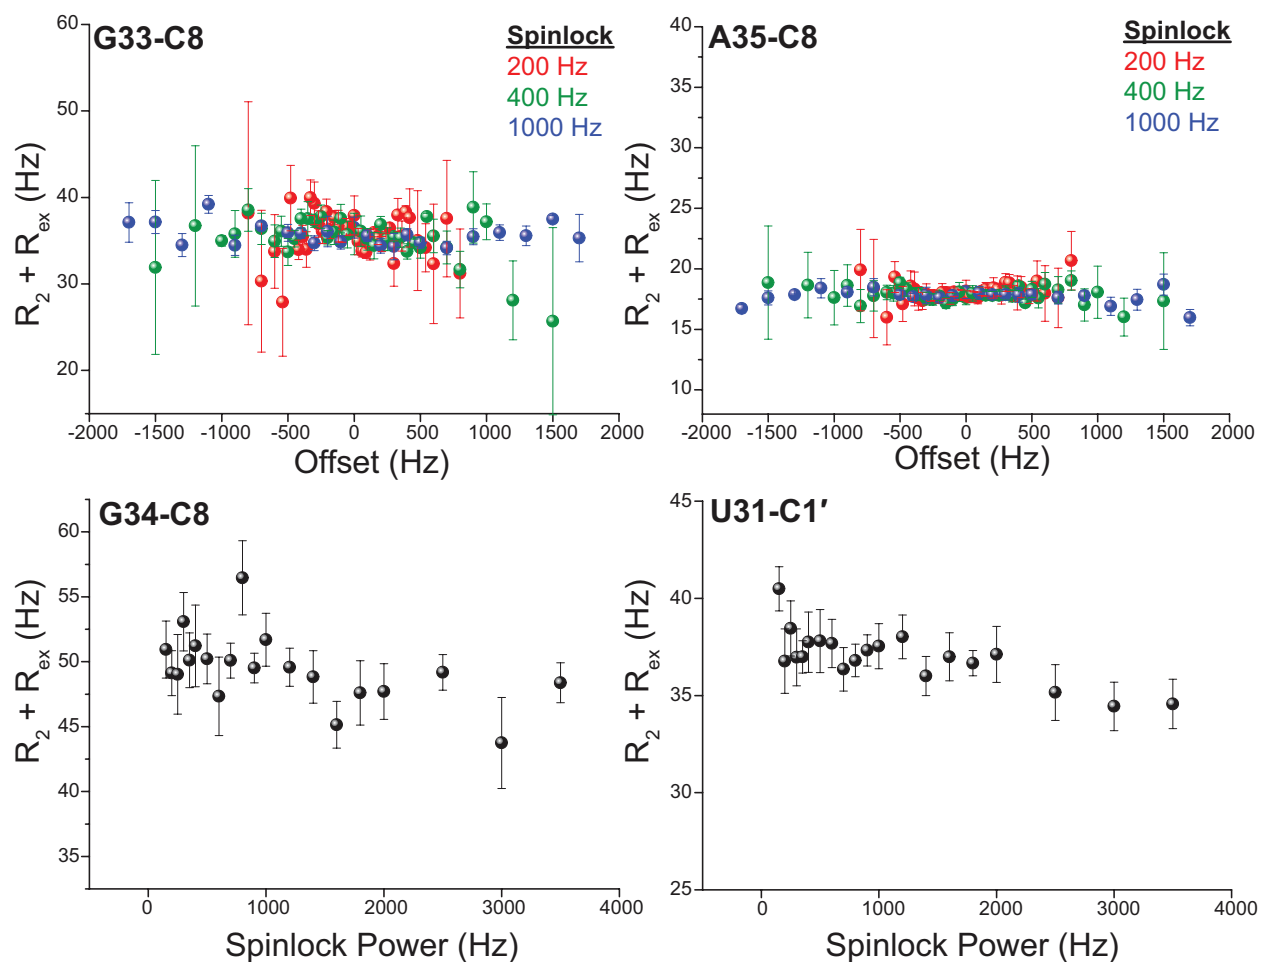 G33-C8
Spinlock
200 Hz
400 Hz
1000 Hz
R2 + Rex (Hz)
60
50
40
30
20
-2000 -1500 -1000 -500 0 500 1000 1500 2000
Offset (Hz)
A35-C8
Spinlock
200 Hz
400 Hz
1000 Hz
R2 + Rex (Hz)
40
35
30
25
20
15
10
-2000 -1500 -1000 -500 0 500 1000 1500 2000
Offset (Hz)
G34-C8
R2 + Rex (Hz)
60
55
50
45
40
35
0 1000 2000 3000 4000
Spinlock Power (Hz)
U31-C1′
R2 + Rex (Hz)
45
40
35
30
25
0 1000 2000 3000 4000
Spinlock Power (Hz)